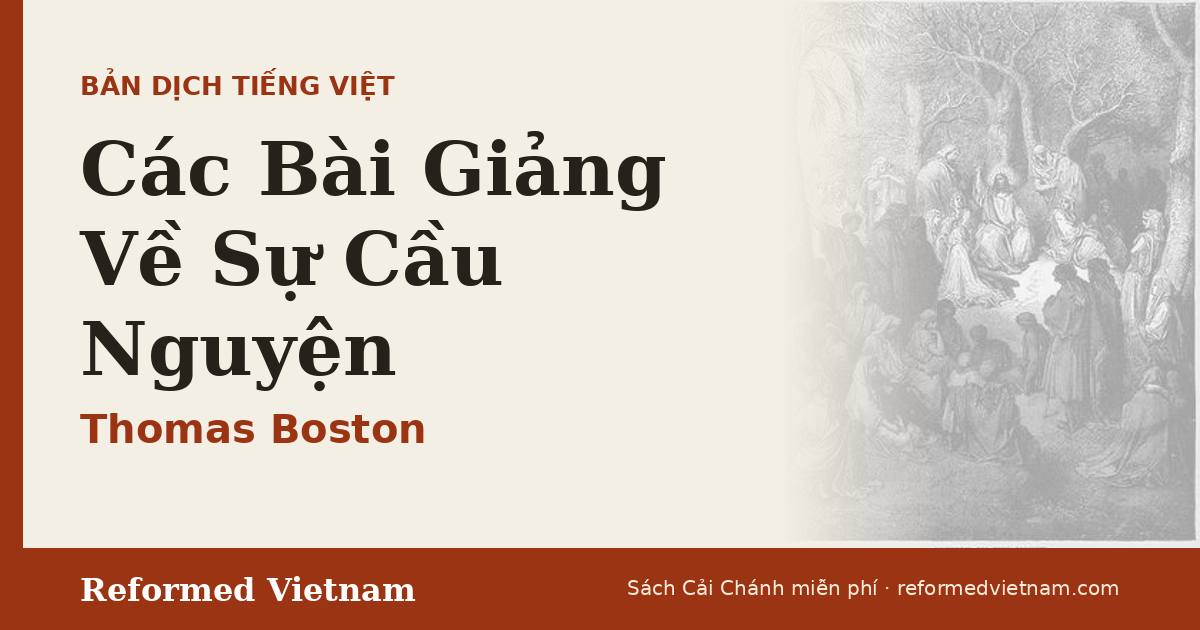 BẢN DỊCH TIẾNG VIỆT
Các Bài Giảng
Về Sự Cầu
Nguyện
Thomas Boston
Reformed Vietnam
Sách Cải Chánh miễn phí · reformedvietnam.com